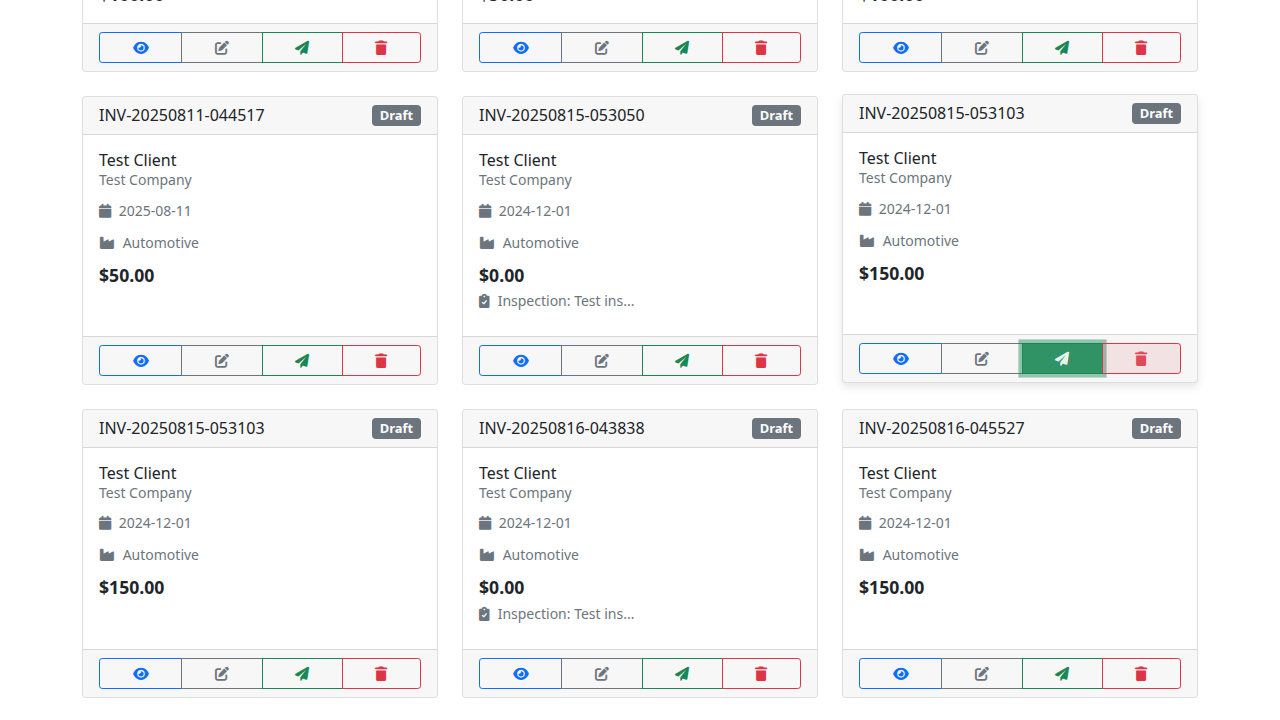 INV-20250811-044517 Draft
Test Client
Test Company
2025-08-11
Automotive
$50.00
INV-20250815-053050 Draft
Test Client
Test Company
2024-12-01
Automotive
$0.00
Inspection: Test ins...
INV-20250815-053103 Draft
Test Client
Test Company
2024-12-01
Automotive
$150.00
INV-20250815-053103 Draft
Test Client
Test Company
2024-12-01
Automotive
$150.00
INV-20250816-043838 Draft
Test Client
Test Company
2024-12-01
Automotive
$0.00
Inspection: Test ins...
INV-20250816-045527 Draft
Test Client
Test Company
2024-12-01
Automotive
$150.00